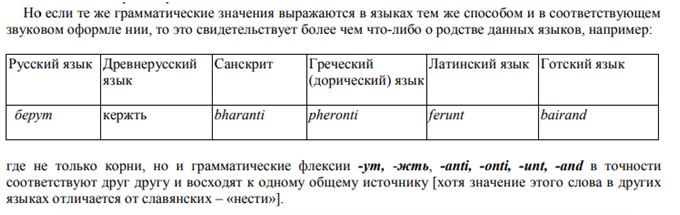 Но если те же грамматические значения выражаются в языках тем же способом и в соответствующем
звуковом оформле нии, то это свидетельствует более чем что-либо о родстве данных языков, например:
Русский язык Древнерусский язык Санскрит Греческий (дорический) язык Латинский язык Готский язык
берут кержть bharanti pheronti ferunt bairand
где не только корни, но и грамматические флексии -ут, -жть, -anti, -onti, -unt, -and в точности
соответствуют друг другу и восходят к одному общему источнику [хотя значение этого слова в других
языках отличается от славянских – «нести»].